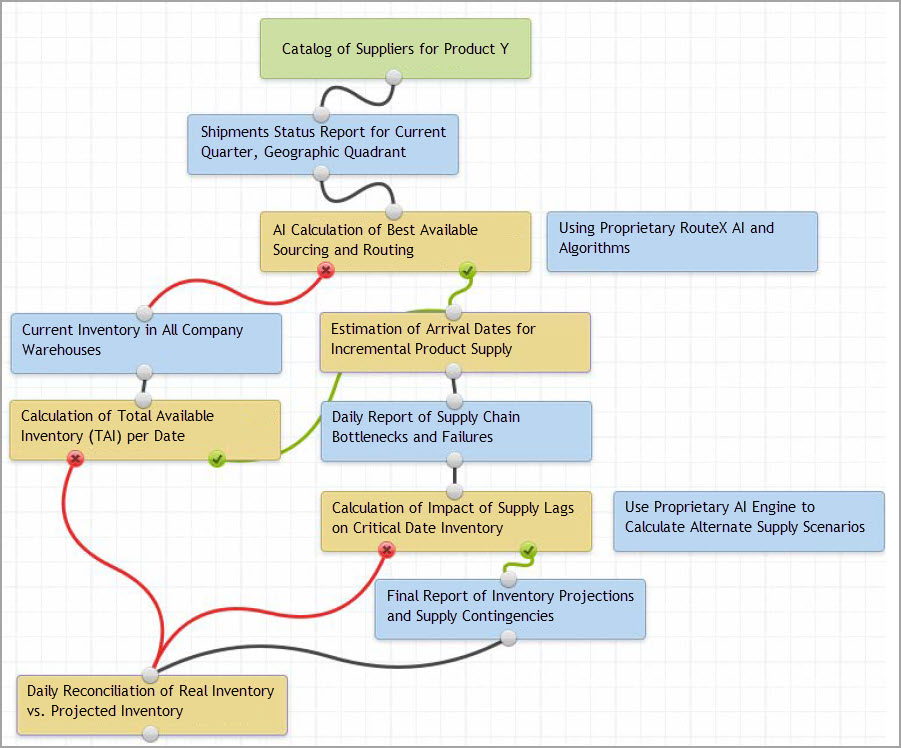 Catalog of Suppliers for Product Y
Shipments Status Report for Current
Quarter, Geographic Quadrant
AI Calculation of Best Available
Sourcing and Routing
Using Proprietary RouteX AI and
Algorithms
Current Inventory in All Company
Warehouses
Estimation of Arrival Dates for
Incremental Product Supply
Calculation of Total Available
Inventory (TAI) per Date
Daily Report of Supply Chain
Bottlenecks and Failures
Calculation of Impact of Supply Lags
on Critical Date Inventory
Use Proprietary AI Engine to
Calculate Alternate Supply Scenarios
Final Report of Inventory Projections
and Supply Contingencies
Daily Reconciliation of Real Inventory
vs. Projected Inventory